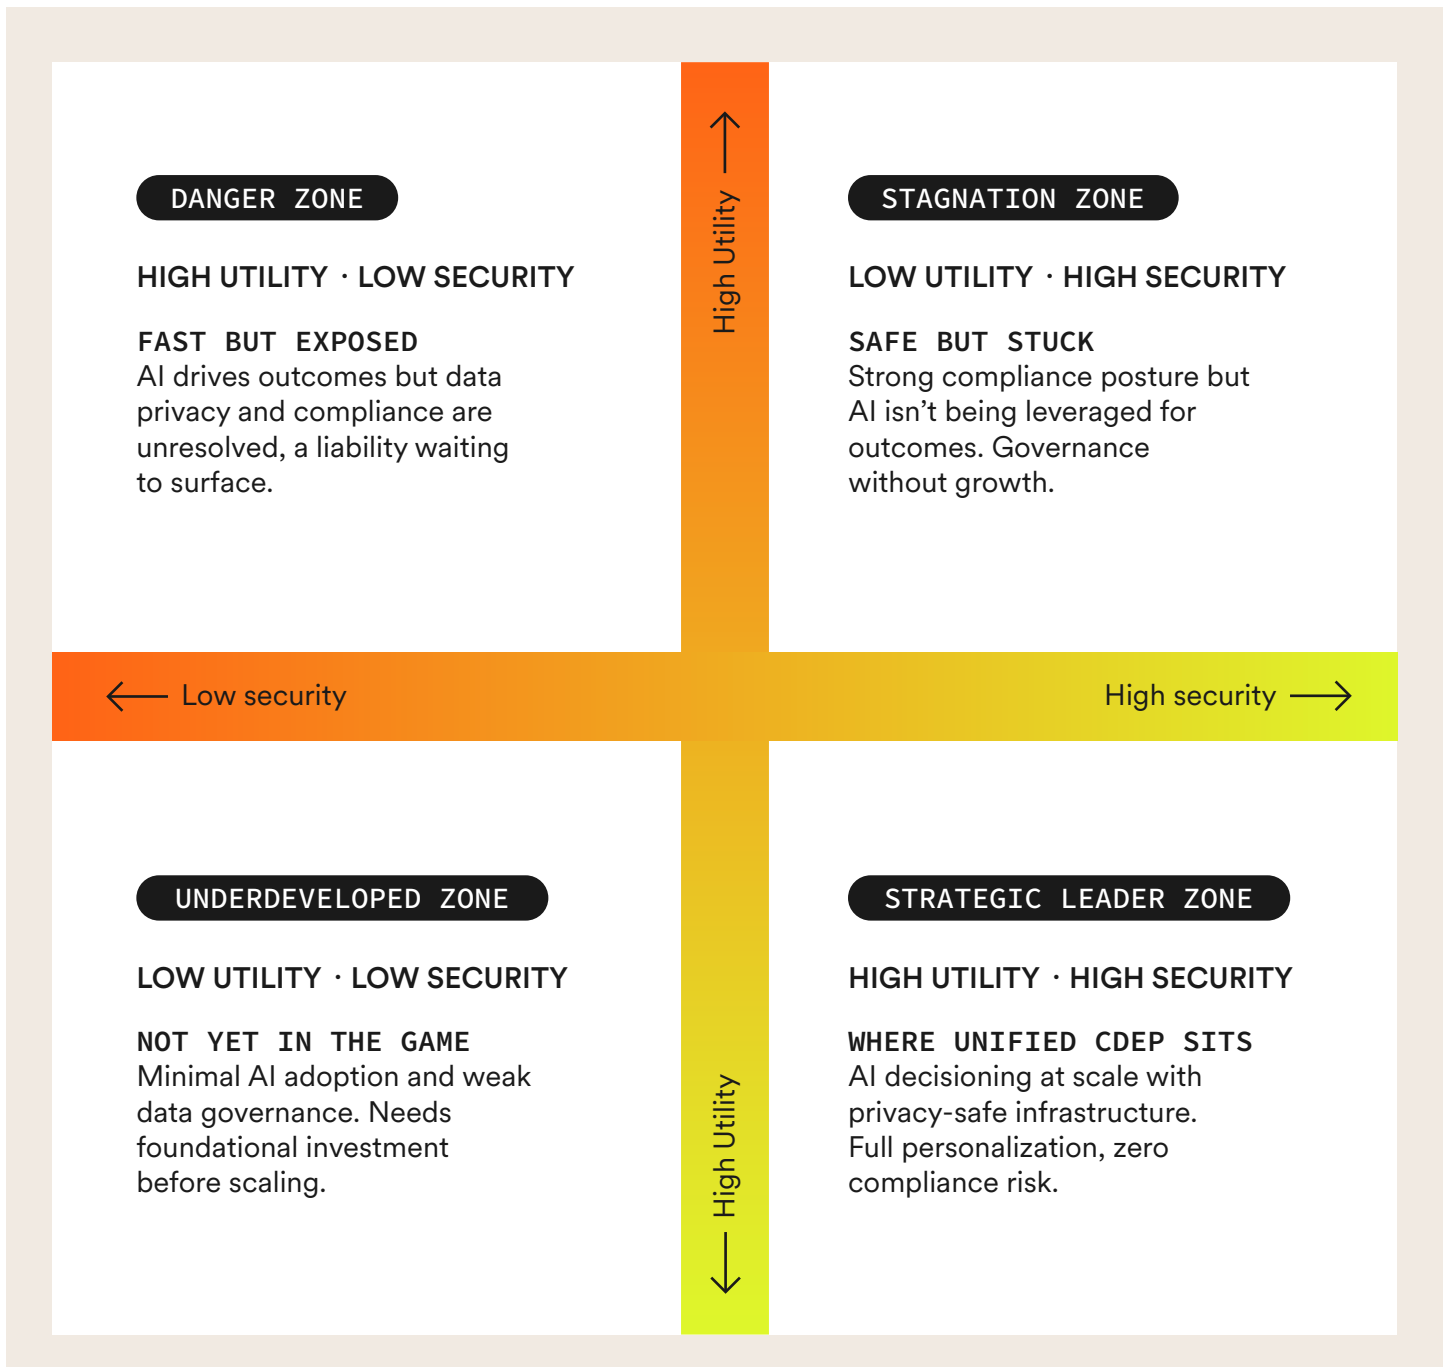 DANGER ZONE
HIGH UTILITY · LOW SECURITY
FAST BUT EXPOSED
AI drives outcomes but data
privacy and compliance are
unresolved, a liability waiting
to surface.
High Utility
STAGNATION ZONE
LOW UTILITY · HIGH SECURITY
SAFE BUT STUCK
Strong compliance posture but
AI isn’t being leveraged for
outcomes. Governance
without growth.
Low security
High security
UNDERDEVELOPED ZONE
LOW UTILITY · LOW SECURITY
NOT YET IN THE GAME
Minimal AI adoption and weak
data governance. Needs
foundational investment
before scaling.
High Utility
STRATEGIC LEADER ZONE
HIGH UTILITY · HIGH SECURITY
WHERE UNIFIED CDEP SITS
AI decisioning at scale with
privacy-safe infrastructure.
Full personalization, zero
compliance risk.